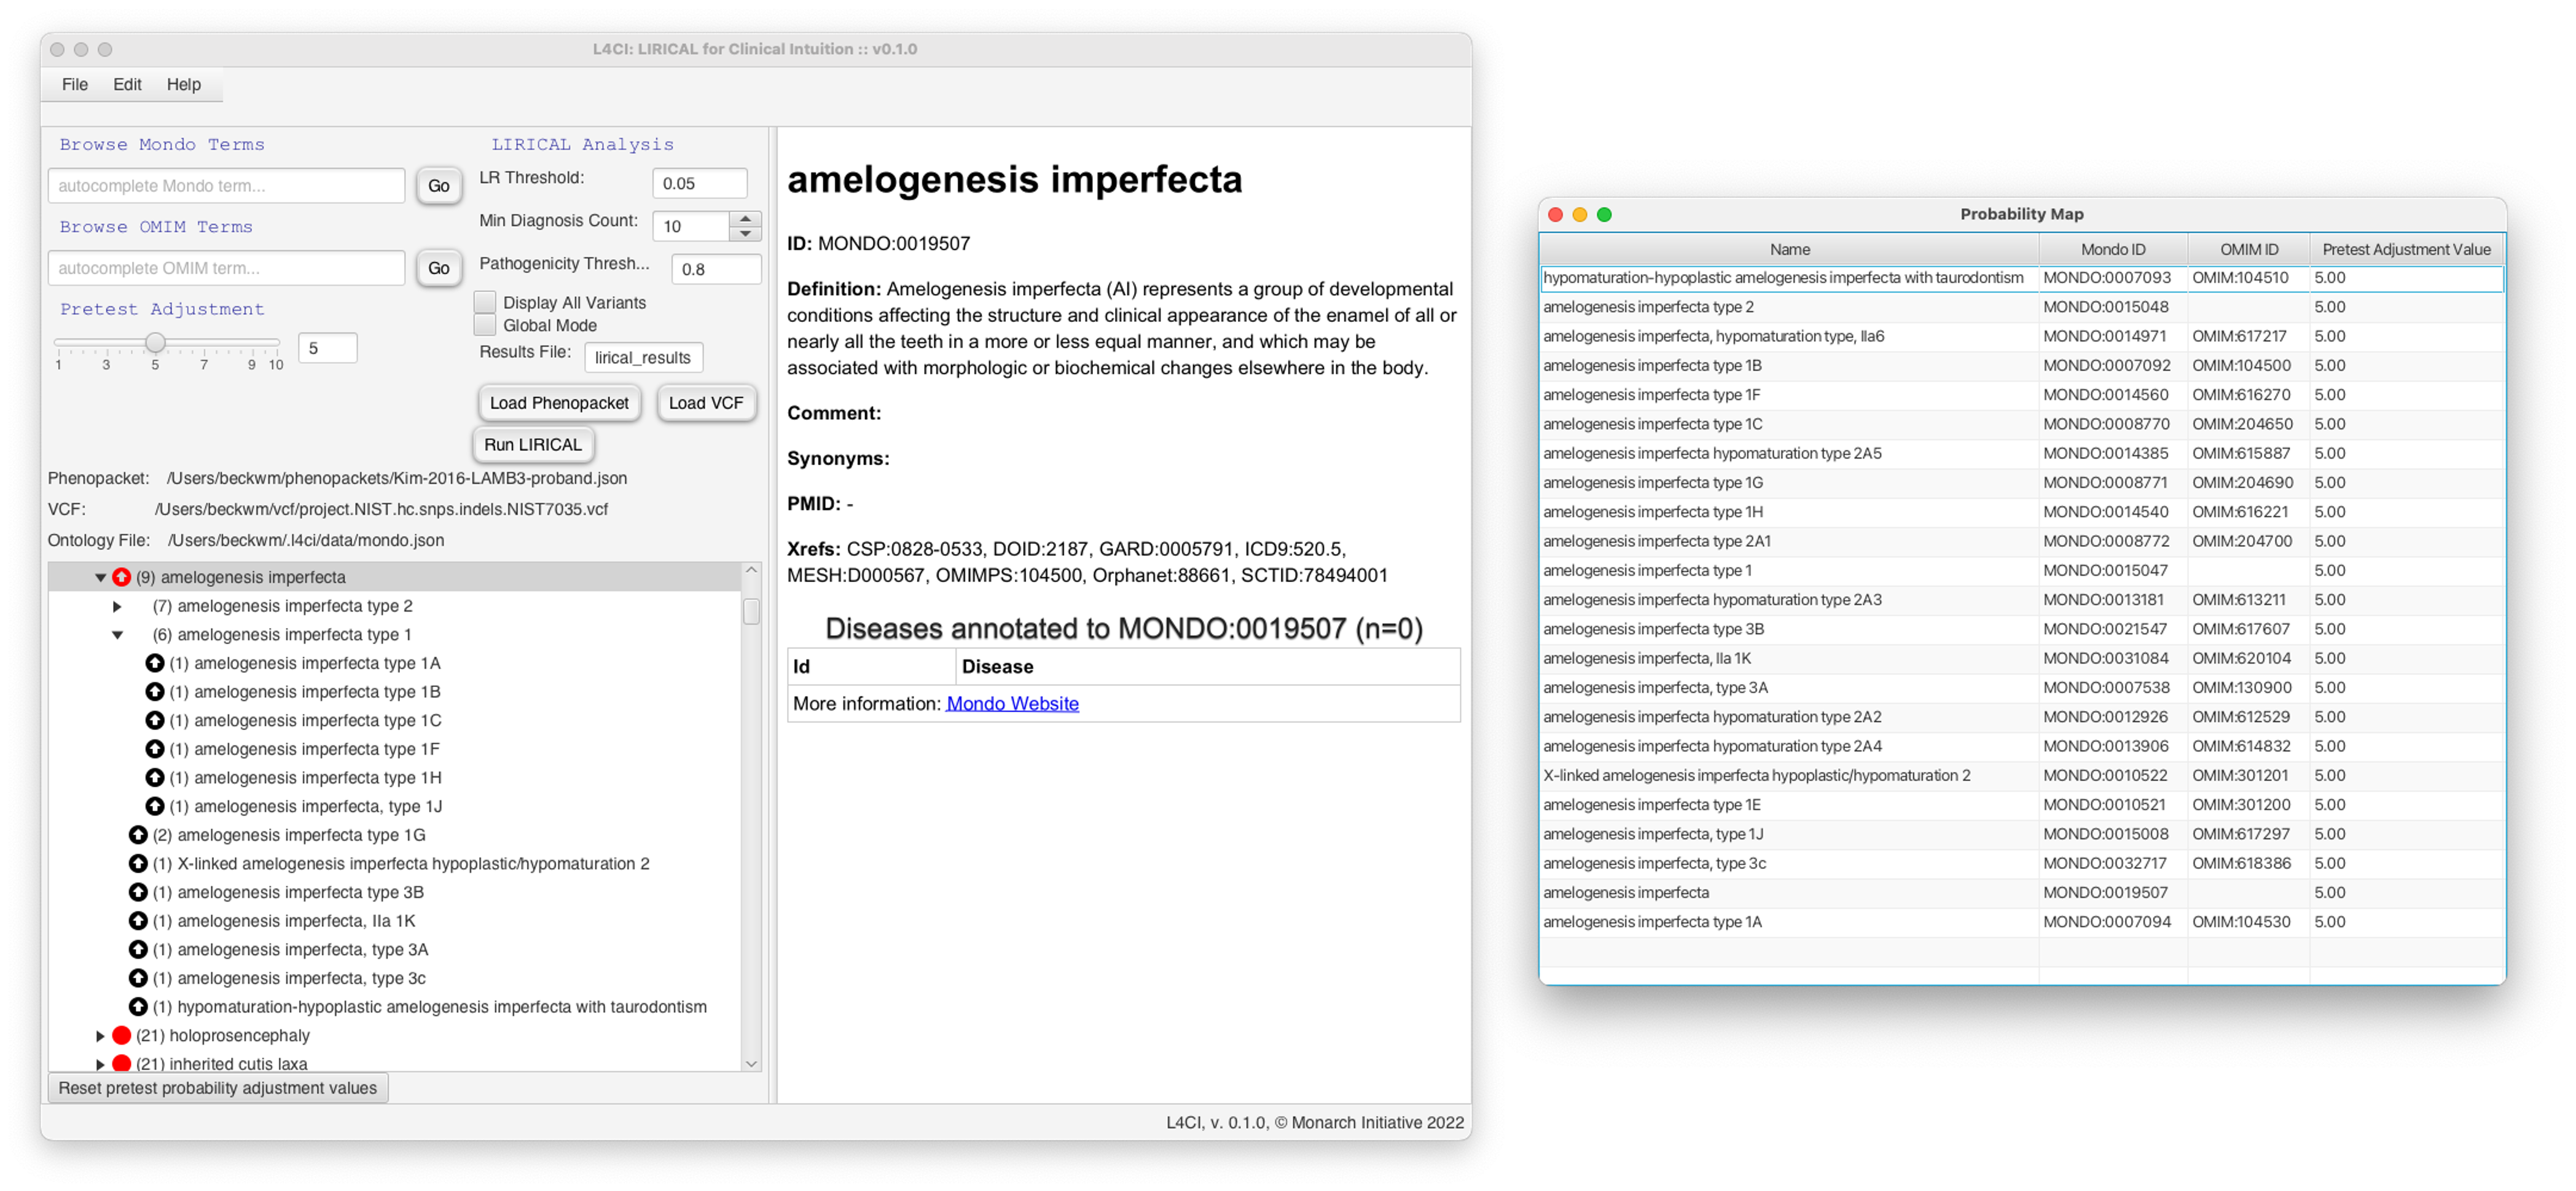 L4CI: LIRICAL for Clinical Intuition :: v0.1.0
File Edit Help
Browse Mondo Terms
autocomplete Mondo term... Go
Browse OMIM Terms
autocomplete OMIM term... Go
Pretest Adjustment
5
1 3 5 7 9 10
LIRICAL Analysis
LR Threshold: 0.05
Min Diagnosis Count: 10
Pathogenicity Thresh... 0.8
Display All Variants
Global Mode
Results File: lirical_results
Load Phenopacket Load VCF
Run LIRICAL
Phenopacket: /Users/beckwm/phenopackets/Kim-2016-LAMB3-proband.json
VCF: /Users/beckwm/vcf/project.NIST.hc.snps.indels.NIST7035.vcf
Ontology File: /Users/beckwm/.l4ci/data/mondo.json
(9) amelogenesis imperfecta
(7) amelogenesis imperfecta type 2
(6) amelogenesis imperfecta type 1
(1) amelogenesis imperfecta type 1A
(1) amelogenesis imperfecta type 1B
(1) amelogenesis imperfecta type 1C
(1) amelogenesis imperfecta type 1F
(1) amelogenesis imperfecta type 1H
(1) amelogenesis imperfecta, type 1J
(2) amelogenesis imperfecta type 1G
(1) X-linked amelogenesis imperfecta hypoplastic/hypomaturation 2
(1) amelogenesis imperfecta type 3B
(1) amelogenesis imperfecta, IIa 1K
(1) amelogenesis imperfecta, type 3A
(1) amelogenesis imperfecta, type 3c
(1) hypomaturation-hypoplastic amelogenesis imperfecta with taurodontism
(21) holoprosencephaly
(21) inherited cutis laxa
Reset pretest probability adjustment values
amelogenesis imperfecta
ID: MONDO:0019507
Definition: Amelogenesis imperfecta (AI) represents a group of developmental
conditions affecting the structure and clinical appearance of the enamel of all or
nearly all the teeth in a more or less equal manner, and which may be
associated with morphologic or biochemical changes elsewhere in the body.
Comment:
Synonyms:
PMID: -
Xrefs: CSP:0828-0533, DOID:2187, GARD:0005791, ICD9:520.5,
MESH:D000567, OMIMPS:104500, Orphanet:88661, SCTID:78494001
Diseases annotated to MONDO:0019507 (n=0)
Id Disease
More information: Mondo Website
L4CI, v. 0.1.0, © Monarch Initiative 2022
Probability Map
Name Mondo ID OMIM ID Pretest Adjustment Value
hypomaturation-hypoplastic amelogenesis imperfecta with taurodontism MONDO:0007093 OMIM:104510 5.00
amelogenesis imperfecta type 2 MONDO:0015048 5.00
amelogenesis imperfecta, hypomaturation type, IIa6 MONDO:0014971 OMIM:617217 5.00
amelogenesis imperfecta type 1B MONDO:0007092 OMIM:104500 5.00
amelogenesis imperfecta type 1F MONDO:0014560 OMIM:616270 5.00
amelogenesis imperfecta type 1C MONDO:0008770 OMIM:204650 5.00
amelogenesis imperfecta hypomaturation type 2A5 MONDO:0014385 OMIM:615887 5.00
amelogenesis imperfecta type 1G MONDO:0008771 OMIM:204690 5.00
amelogenesis imperfecta type 1H MONDO:0014540 OMIM:616221 5.00
amelogenesis imperfecta type 2A1 MONDO:0008772 OMIM:204700 5.00
amelogenesis imperfecta type 1 MONDO:0015047 5.00
amelogenesis imperfecta hypomaturation type 2A3 MONDO:0013181 OMIM:613211 5.00
amelogenesis imperfecta type 3B MONDO:0021547 OMIM:617607 5.00
amelogenesis imperfecta, IIa 1K MONDO:0031084 OMIM:620104 5.00
amelogenesis imperfecta, type 3A MONDO:0007538 OMIM:130900 5.00
amelogenesis imperfecta hypomaturation type 2A2 MONDO:0012926 OMIM:612529 5.00
amelogenesis imperfecta hypomaturation type 2A4 MONDO:0013906 OMIM:614832 5.00
X-linked amelogenesis imperfecta hypoplastic/hypomaturation 2 MONDO:0010522 OMIM:301201 5.00
amelogenesis imperfecta type 1E MONDO:0010521 OMIM:301200 5.00
amelogenesis imperfecta, type 1J MONDO:0015008 OMIM:617297 5.00
amelogenesis imperfecta, type 3c MONDO:0032717 OMIM:618386 5.00
amelogenesis imperfecta MONDO:0019507 5.00
amelogenesis imperfecta type 1A MONDO:0007094 OMIM:104530 5.00